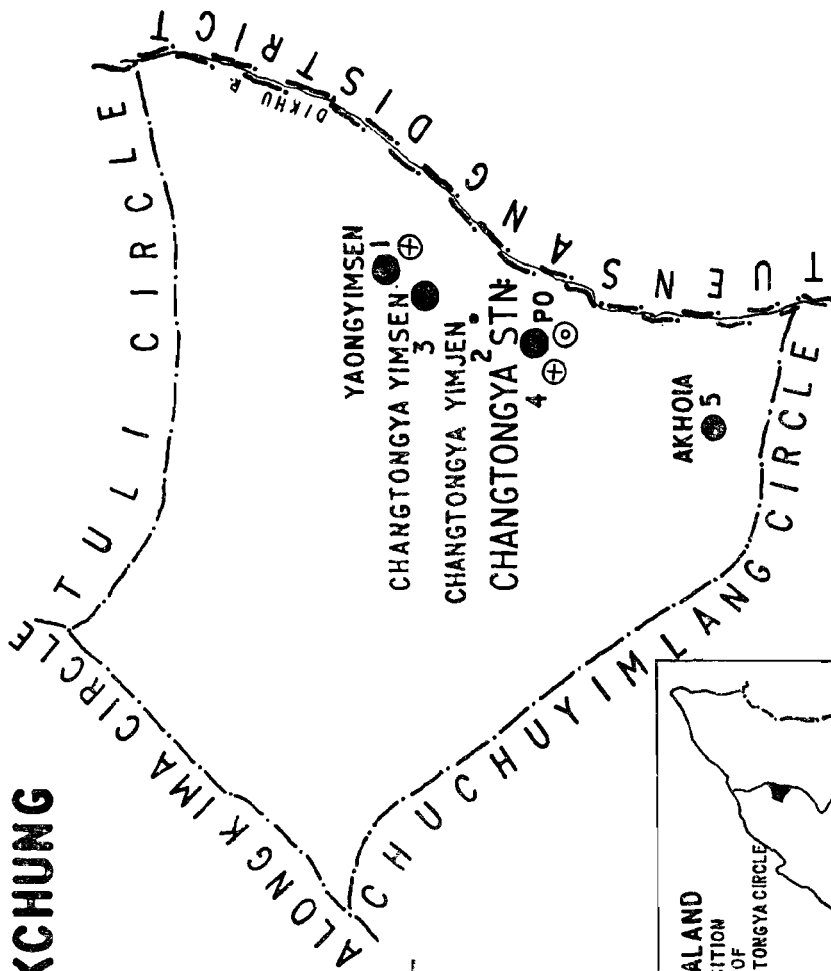 KCHUNG
ALONGKIMA CIRCLE
TULI CIRCLE
TUENSANG DISTRICT
DIKHU R.
YAONGYIMSEN
1
CHANGTONGYA YIMSEN
3
CHANGTONGYA YIMJEN
2
CHANGTONGYA STN.
PO
4
AKHOIA
5
CHUCHUYIMLANG CIRCLE
ALAND
ITION
OF
TONGYA CIRCLE